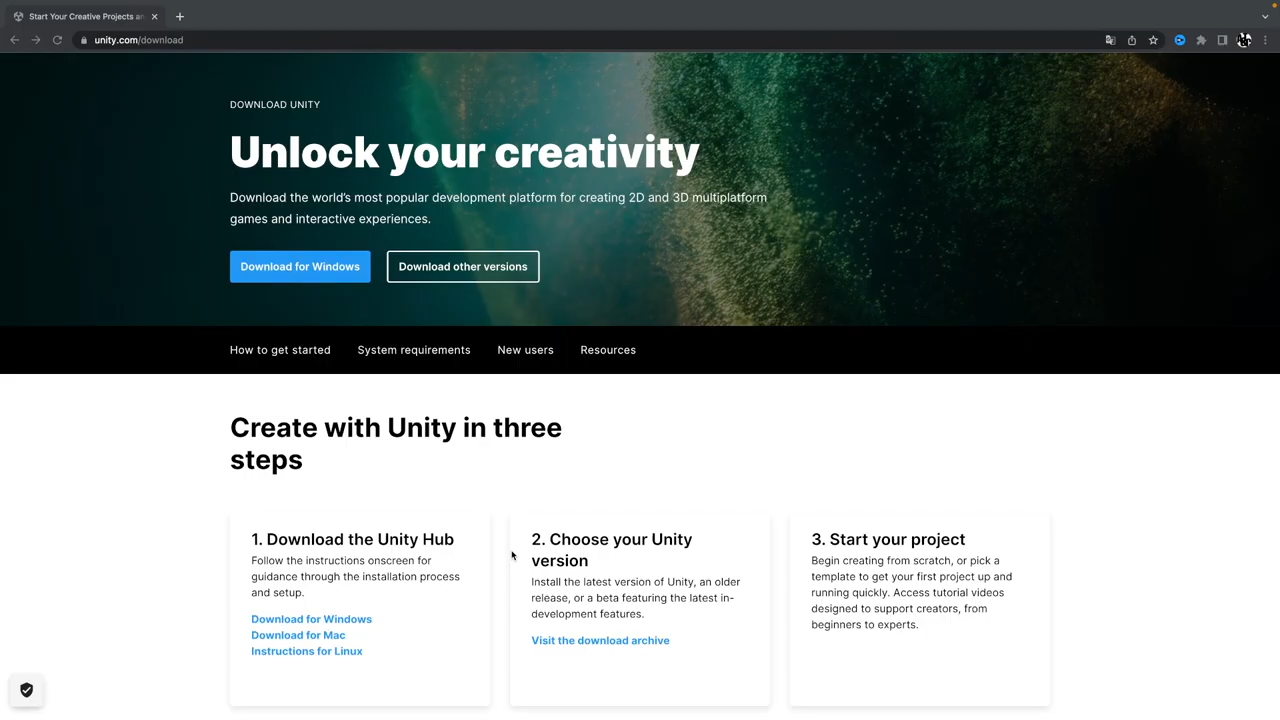 Start Your Creative Projects an
unity.com/download
DOWNLOAD UNITY
Unlock your creativity
Download the world's most popular development platform for creating 2D and 3D multiplatform
games and interactive experiences.
Download for Windows
Download other versions
How to get started
System requirements
New users
Resources
Create with Unity in three
steps
1. Download the Unity Hub
Follow the instructions onscreen for
guidance through the installation process
and setup.
Download for Windows
Download for Mac
Instructions for Linux
2. Choose your Unity
version
Install the latest version of Unity, an older
release, or a beta featuring the latest in-
development features.
Visit the download archive
3. Start your project
Begin creating from scratch, or pick a
template to get your first project up and
running quickly. Access tutorial videos
designed to support creators, from
beginners to experts.